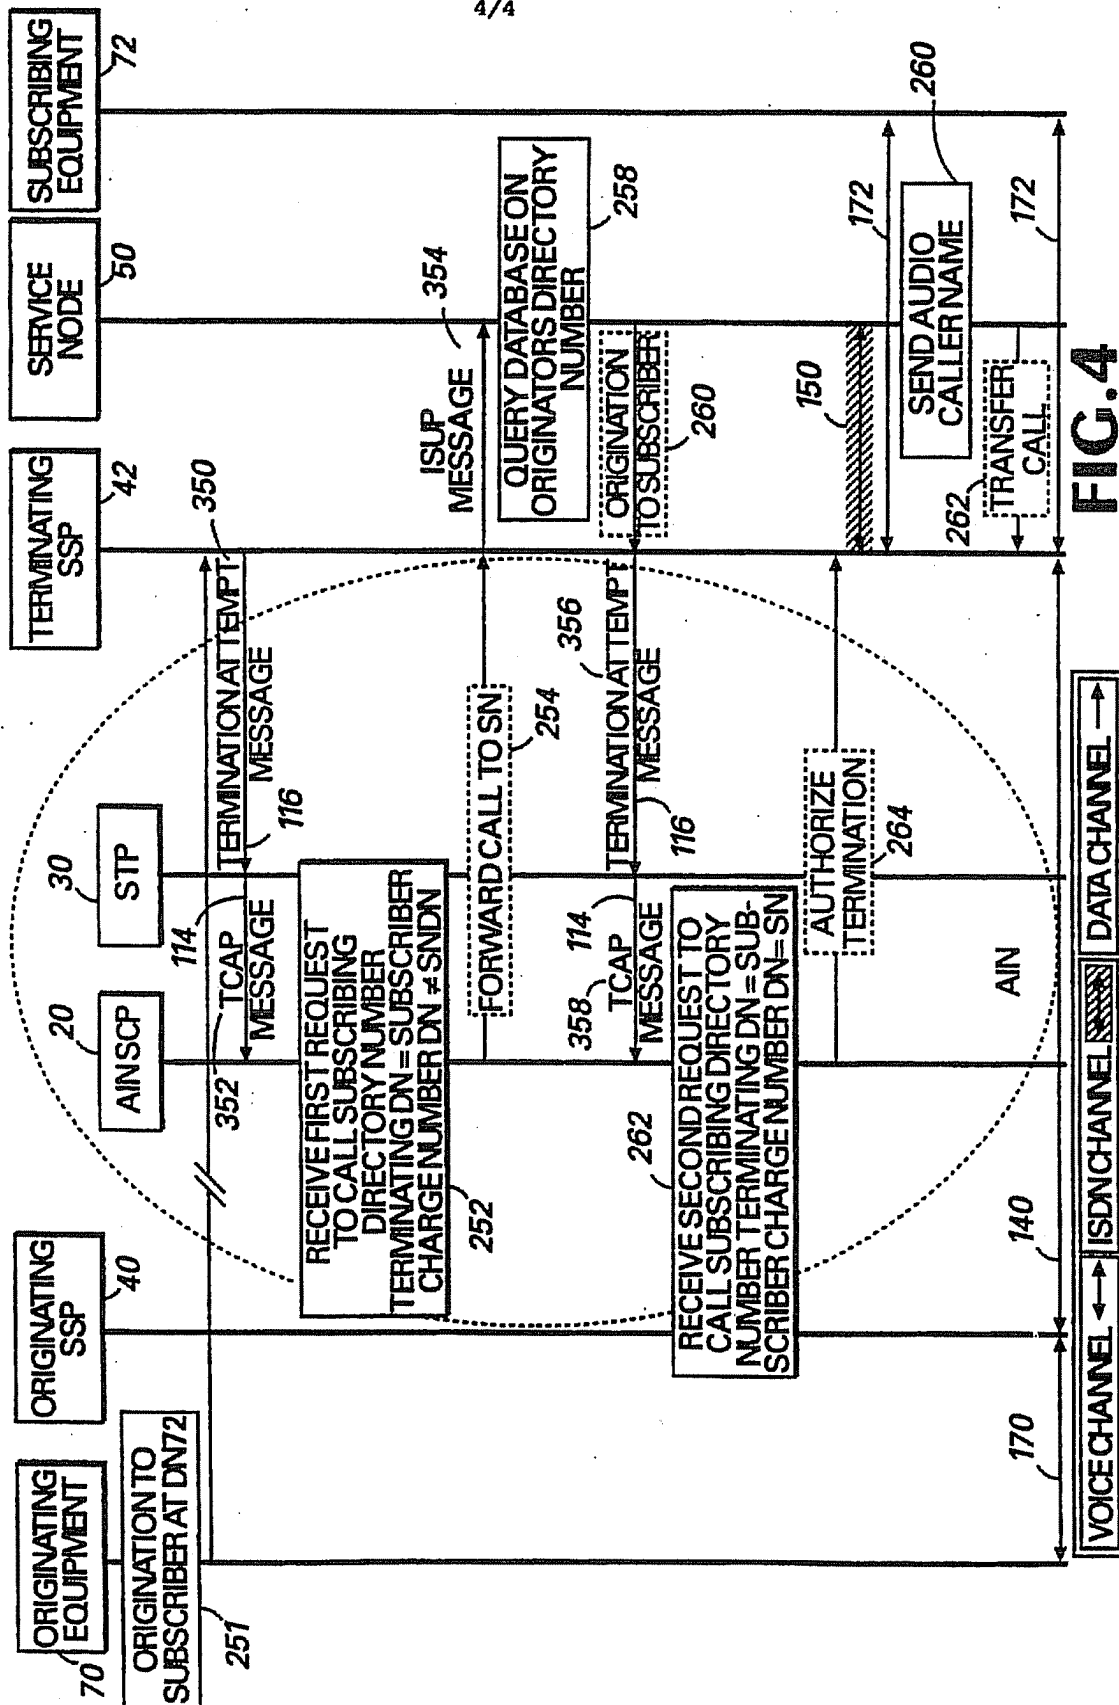 4/4
ORIGINATING
EQUIPMENT
70
ORIGINATING
SSP
40
AINSCP
20
STP
30
TERMINATING
SSP
42
SERVICE
NODE
50
SUBSCRIBING
EQUIPMENT
72
ORIGINATION TO
SUBSCRIBER AT DN72
251
350
TERMINATION ATTEMPT
MESSAGE
116
114
352
TCAP
MESSAGE
RECEIVE FIRST REQUEST
TO CALL SUBSCRIBING
DIRECTORY NUMBER
TERMINATING DN = SUBSCRIBER
CHARGE NUMBER DN ≠ SNDN
252
FORWARD CALL TO SN
254
ISUP
MESSAGE
354
QUERY DATABASE ON
ORIGINATORS DIRECTORY
NUMBER
258
ORIGINATION
TO SUBSCRIBER
260
356
TERMINATION ATTEMPT
MESSAGE
116
114
358
TCAP
MESSAGE
RECEIVE SECOND REQUEST TO
CALL SUBSCRIBING DIRECTORY
NUMBER TERMINATING DN = SUB-
SCRIBER CHARGE NUMBER DN = SN
262
AUTHORIZE
TERMINATION
264
150
172
SEND AUDIO
CALLER NAME
260
262
TRANSFER
CALL
172
AIN
140
170
VOICE CHANNEL
ISDN CHANNEL
DATA CHANNEL
FIG. 4